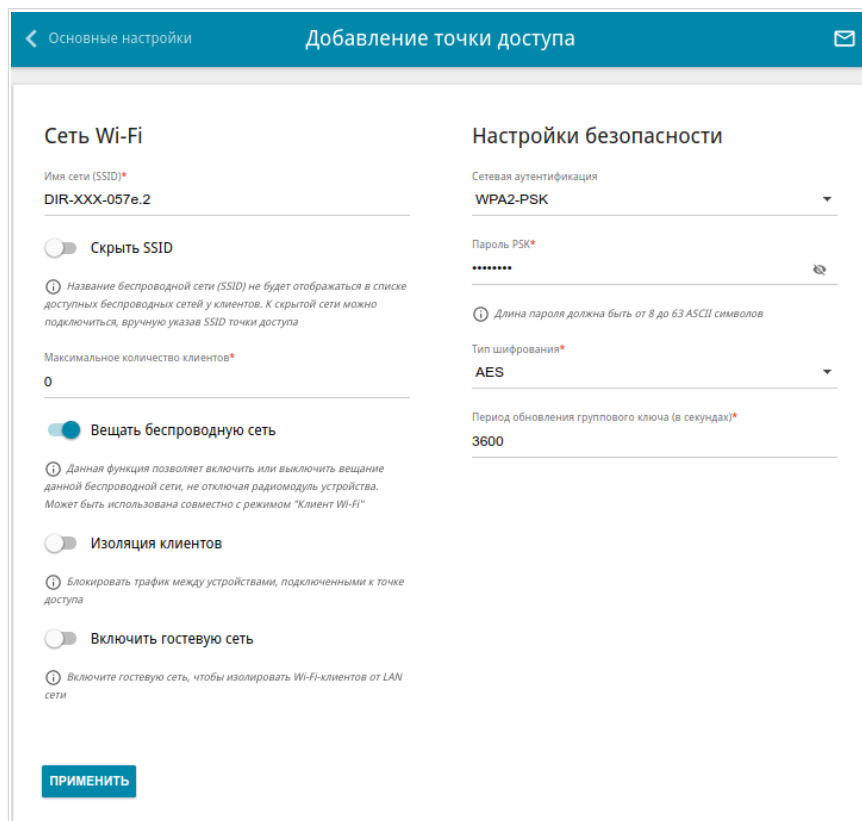 Основные настройки
Добавление точки доступа
Сеть Wi-Fi
Имя сети (SSID)*
DIR-XXX-057e.2
Скрыть SSID
Название беспроводной сети (SSID) не будет отображаться в списке
доступных беспроводных сетей у клиентов. К скрытой сети можно
подключиться, вручную указав SSID точки доступа
Максимальное количество клиентов*
0
Вещать беспроводную сеть
Данная функция позволяет включить или выключить вещание
данной беспроводной сети, не отключая радиомодуль устройства.
Может быть использована совместно с режимом "Клиент Wi-Fi"
Изоляция клиентов
Блокировать трафик между устройствами, подключенными к точке
доступа
Включить гостевую сеть
Включите гостевую сеть, чтобы изолировать Wi-Fi-клиентов от LAN
сети
ПРИМЕНИТЬ
Настройки безопасности
Сетевая аутентификация
WPA2-PSK
Пароль PSK*
••••••••
Длина пароля должна быть от 8 до 63 ASCII символов
Тип шифрования*
AES
Период обновления группового ключа (в секундах)*
3600